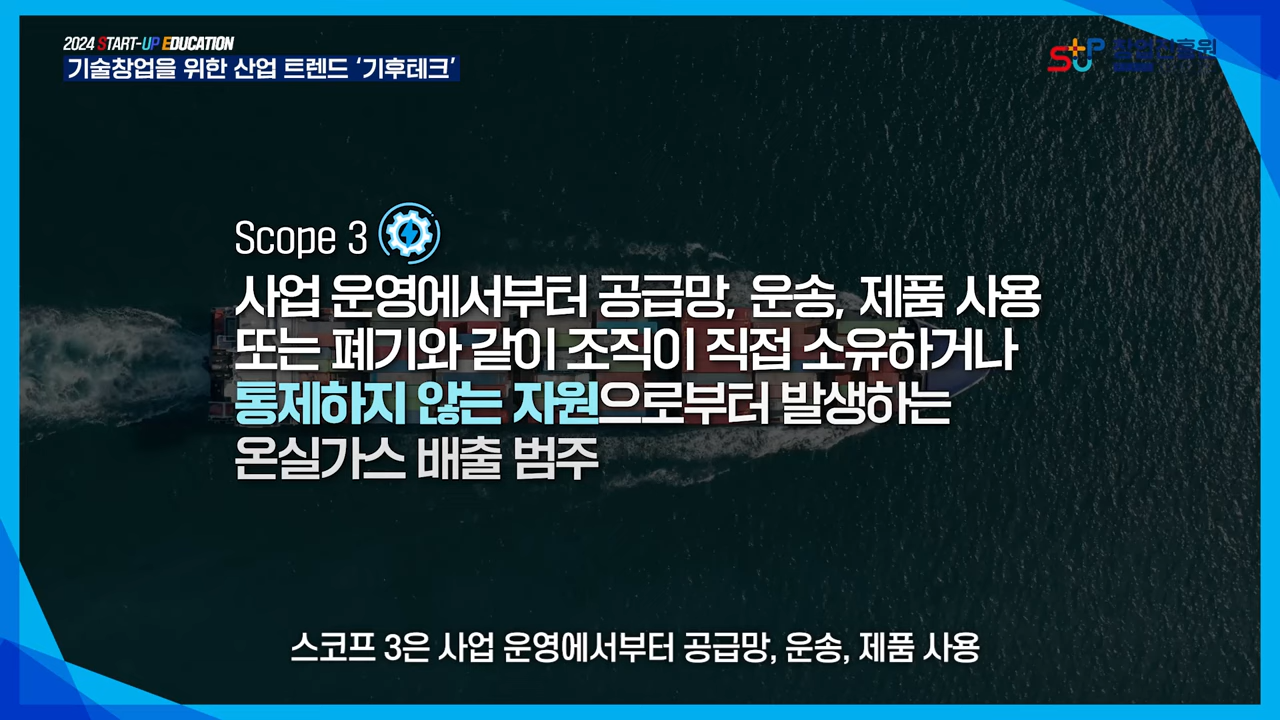 2024 START-UP EDUCATION
기술창업을 위한 산업 트렌드 ‘기후테크’
창업진흥원
Scope 3
사업 운영에서부터 공급망, 운송, 제품 사용
또는 폐기와 같이 조직이 직접 소유하거나
통제하지 않는 자원으로부터 발생하는
온실가스 배출 범주
스코프 3은 사업 운영에서부터 공급망, 운송, 제품 사용